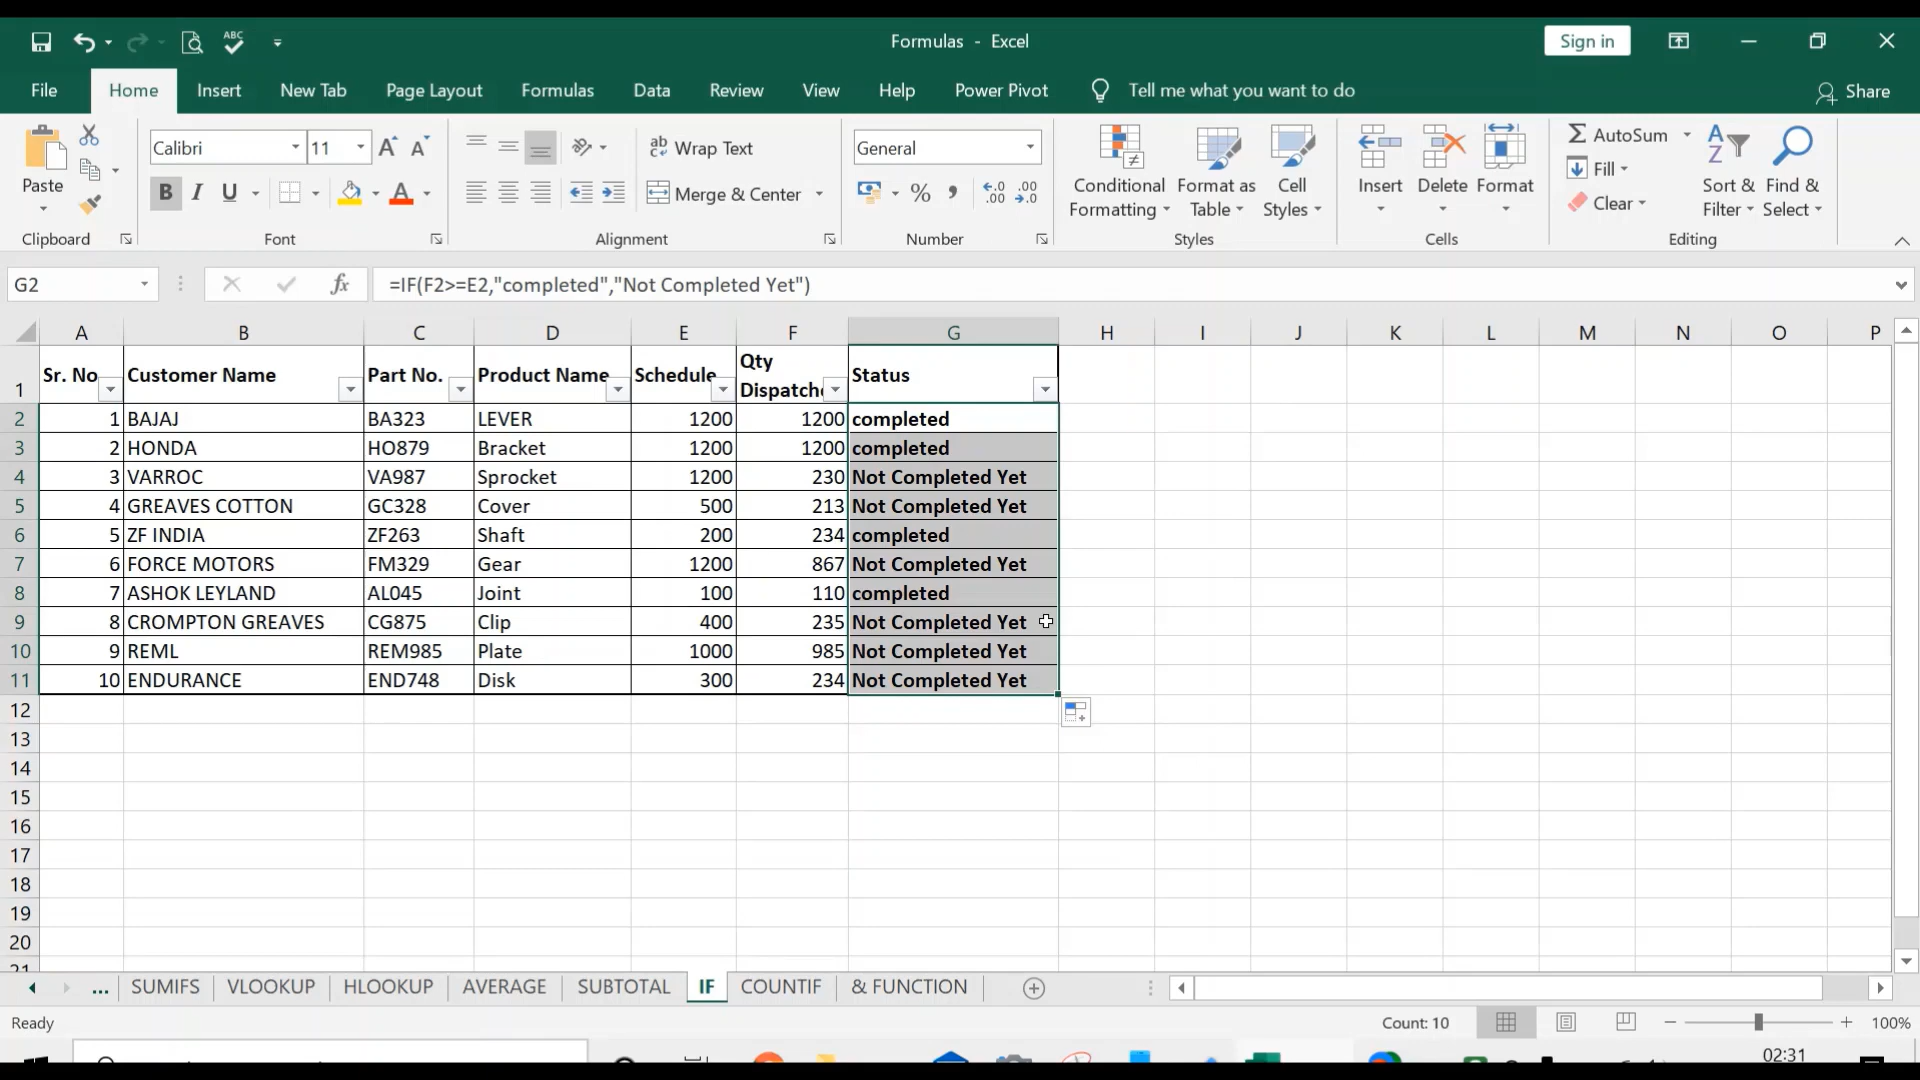 ABC
Formulas - Excel
Sign in
File Home Insert New Tab Page Layout Formulas Data Review View Help Power Pivot Tell me what you want to do Share
Paste
Clipboard
Calibri 11
B I U
Font
Wrap Text
Merge & Center
Alignment
General
% ,
Number
Conditional Formatting
Format as Table
Cell Styles
Styles
Insert Delete Format
Cells
AutoSum
Fill
Clear
Sort & Filter
Find & Select
Editing
G2 fx =IF(F2>=E2,"completed","Not Completed Yet")
A B C D E F G H I J K L M N O P
1 Sr. No Customer Name Part No. Product Name Schedule Qty Dispatche Status
2 1 BAJAJ BA323 LEVER 1200 1200 completed
3 2 HONDA HO879 Bracket 1200 1200 completed
4 3 VARROC VA987 Sprocket 1200 230 Not Completed Yet
5 4 GREAVES COTTON GC328 Cover 500 213 Not Completed Yet
6 5 ZF INDIA ZF263 Shaft 200 234 completed
7 6 FORCE MOTORS FM329 Gear 1200 867 Not Completed Yet
8 7 ASHOK LEYLAND AL045 Joint 100 110 completed
9 8 CROMPTON GREAVES CG875 Clip 400 235 Not Completed Yet
10 9 REML REM985 Plate 1000 985 Not Completed Yet
11 10 ENDURANCE END748 Disk 300 234 Not Completed Yet
12
13
14
15
16
17
18
19
20
21
... SUMIFS VLOOKUP HLOOKUP AVERAGE SUBTOTAL IF COUNTIF & FUNCTION
Ready Count: 10 100%
02:31